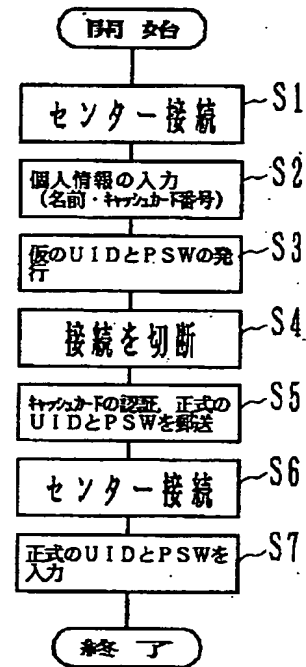 開始
センター接続
S1
個人情報の入力
(名前・キャッシュカード番号)
S2
仮のUIDとPSWの発
行
S3
接続を切断
S4
キャッシュカードの認証,正式の
UIDとPSWを郵送
S5
センター接続
S6
正式のUIDとPSWを
入力
S7
終了